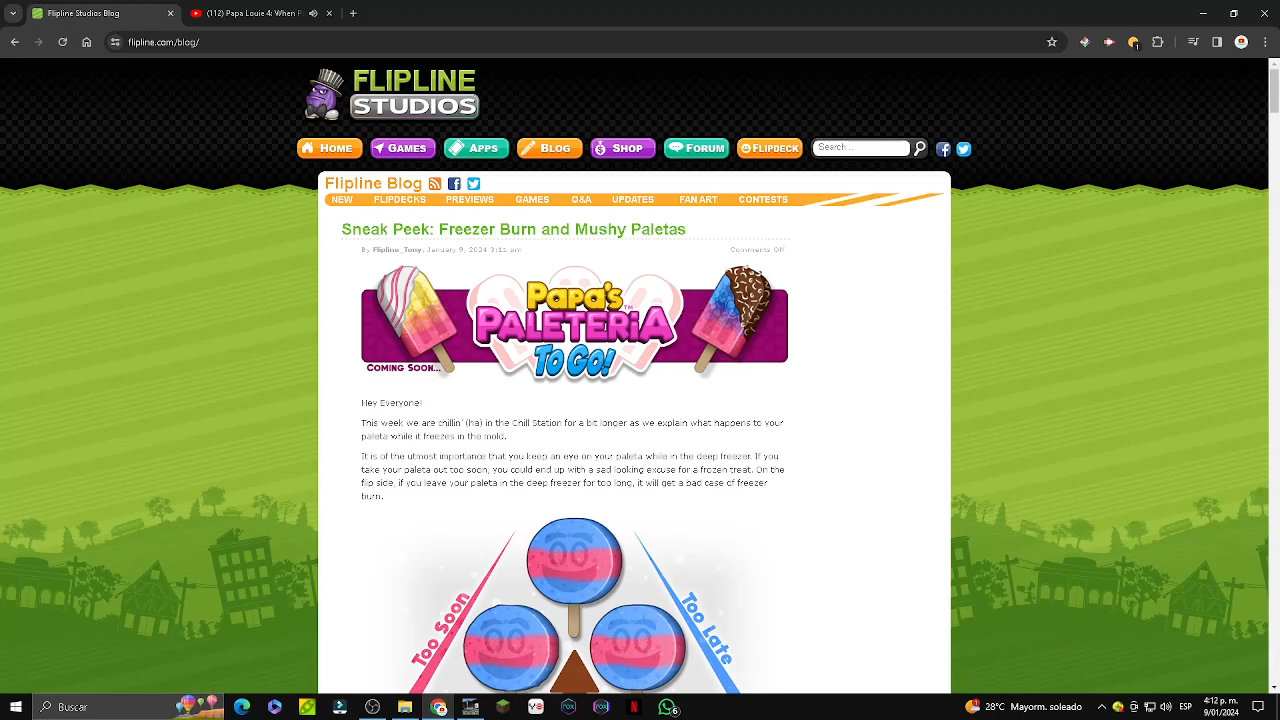 Flipline Studios
(112) Papa Louie 4: When P
flipline.com/blog/
FLIPLINE
STUDIOS
HOME
GAMES
APPS
BLOG
SHOP
FORUM
FLIPDECK
Search...
Flipline Blog
NEW
FLIPDECKS
PREVIEWS
GAMES
Q&A
UPDATES
FAN ART
CONTESTS
Sneak Peek: Freezer Burn and Mushy Paletas
By Flipline_Tony, January 9, 2024 3:11 pm
Comments Off
Papa's
PALETERiA
TO GO!
COMING SOON...
Hey Everyone!
This week we are chillin' (ha) in the Chill Station for a bit longer as we explain what happens to your
paleta while it freezes in the mold.
It is of the utmost importance that you keep an eye on your paleta while in the deep freezer. If you
take your paleta out too soon, you could end up with a sad looking excuse for a frozen treat. On the
flip side, if you leave your paleta in the deep freezer for too long, it will get a bad case of freezer
burn.
Too Soon
Too Late
Buscar
28°C Mayorm. soleado
ESP
4:12 p. m.
9/01/2024